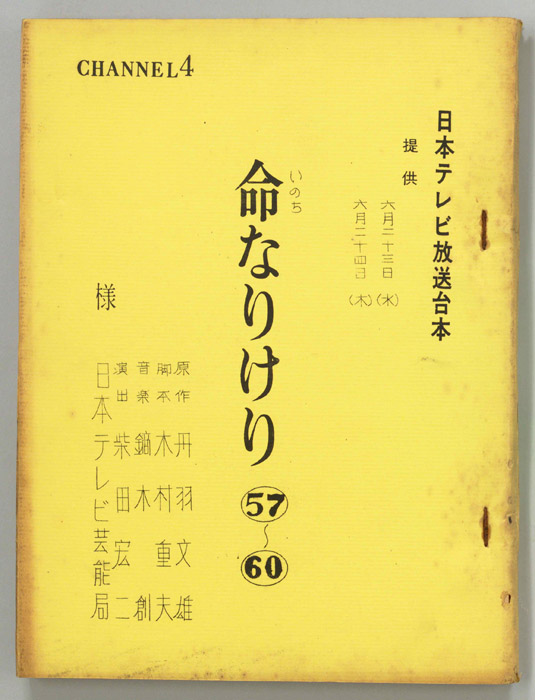 CHANNEL4
日本テレビ放送台本
提供
六月二十三日(水)
六月二十四日(木)
いのち
命なりけり
57〜60
原作 丹羽文雄
脚本 木村重夫
音楽 鏑木創
演出 柴田宏二
日本テレビ芸能局
様